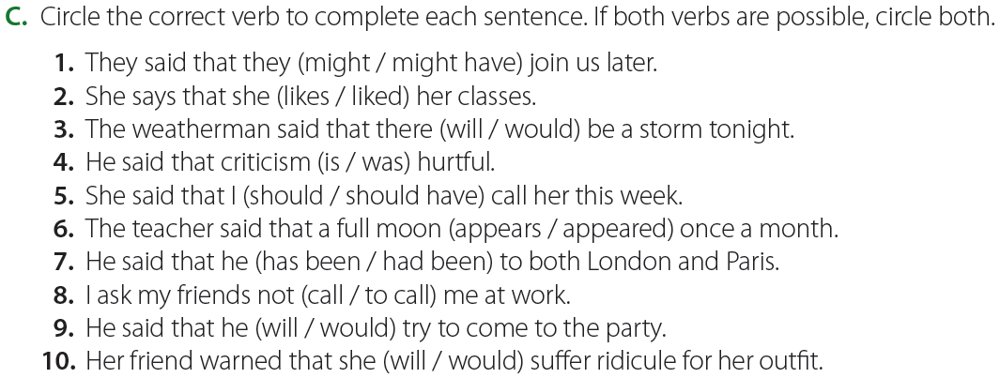 C. Circle the correct verb to complete each sentence. If both verbs are possible, circle both.
1. They said that they (might / might have) join us later.
2. She says that she (likes / liked) her classes.
3. The weatherman said that there (will / would) be a storm tonight.
4. He said that criticism (is / was) hurtful.
5. She said that I (should / should have) call her this week.
6. The teacher said that a full moon (appears / appeared) once a month.
7. He said that he (has been / had been) to both London and Paris.
8. I ask my friends not (call / to call) me at work.
9. He said that he (will / would) try to come to the party.
10. Her friend warned that she (will / would) suffer ridicule for her outfit.